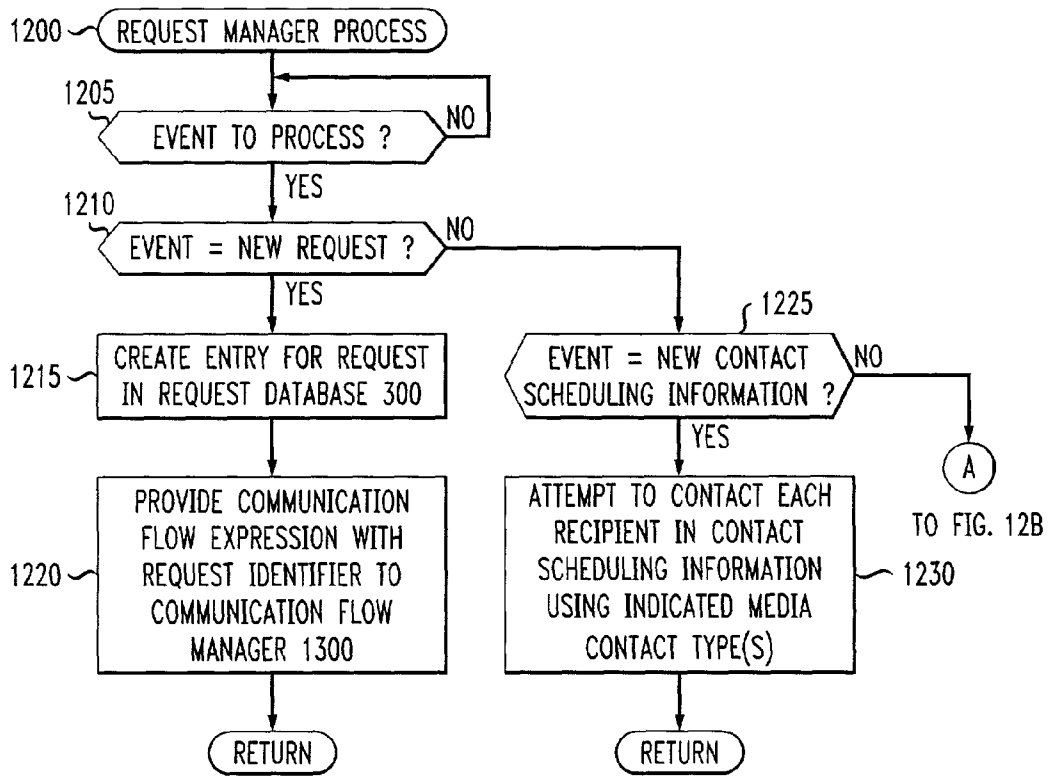 1200
REQUEST MANAGER PROCESS
1205
EVENT TO PROCESS ?
NO
YES
1210
EVENT = NEW REQUEST ?
NO
YES
1215
CREATE ENTRY FOR REQUEST
IN REQUEST DATABASE 300
1220
PROVIDE COMMUNICATION
FLOW EXPRESSION WITH
REQUEST IDENTIFIER TO
COMMUNICATION FLOW
MANAGER 1300
RETURN
1225
EVENT = NEW CONTACT
SCHEDULING INFORMATION ?
NO
YES
A
TO FIG. 12B
ATTEMPT TO CONTACT EACH
RECIPIENT IN CONTACT
SCHEDULING INFORMATION
USING INDICATED MEDIA
CONTACT TYPE(S)
1230
RETURN